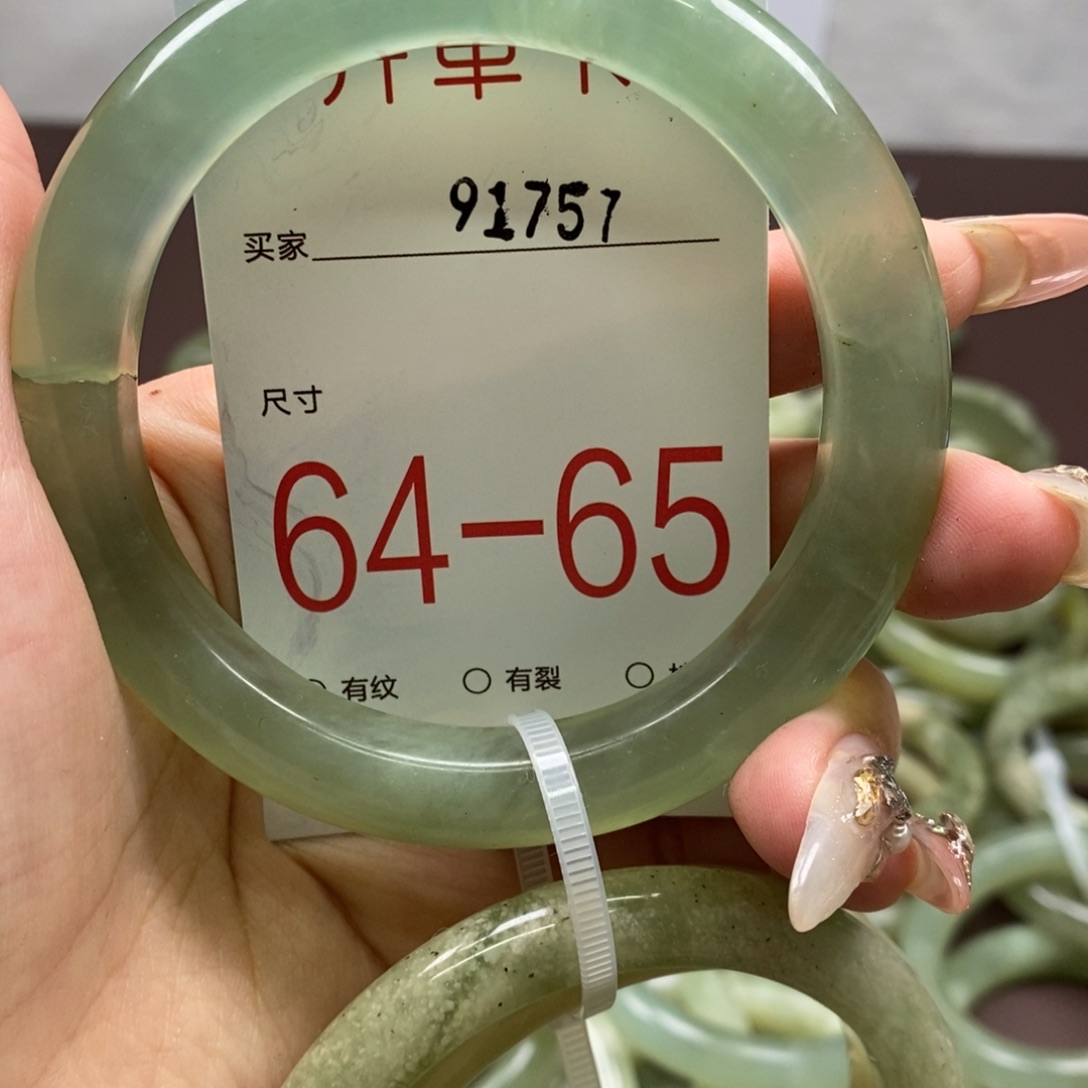 91757
买家
尺寸
64-65
有纹 ○ 有裂 ○